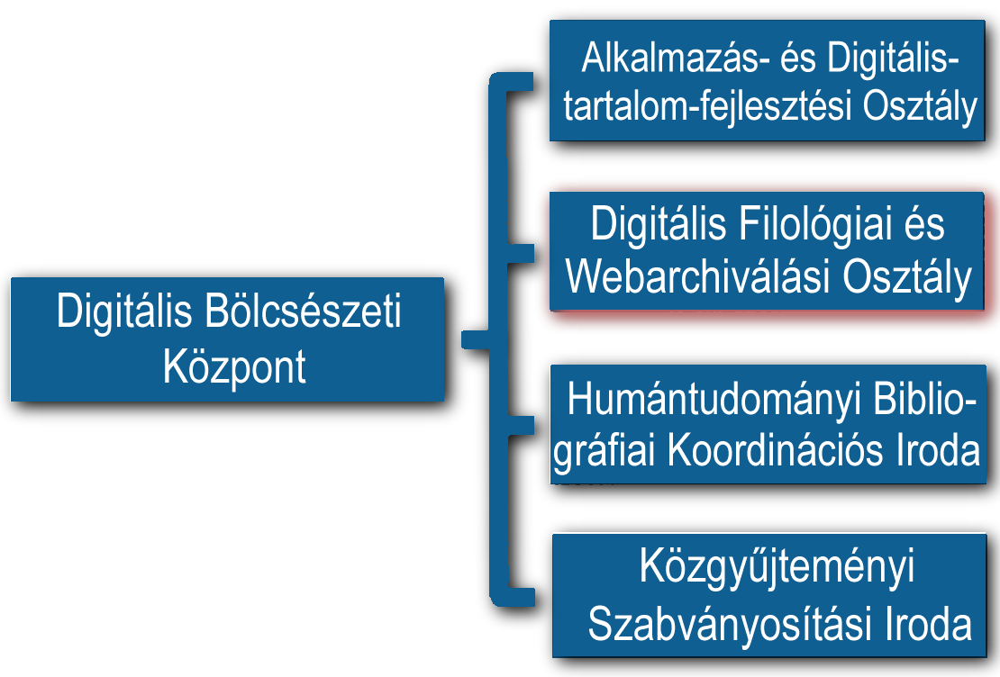 Digitális Bölcsészeti
Központ
Alkalmazás- és Digitális-
tartalom-fejlesztési Osztály
Digitális Filológiai és
Webarchiválási Osztály
Humántudományi Biblio-
gráfiai Koordinációs Iroda
Közgyűjteményi
Szabványosítási Iroda